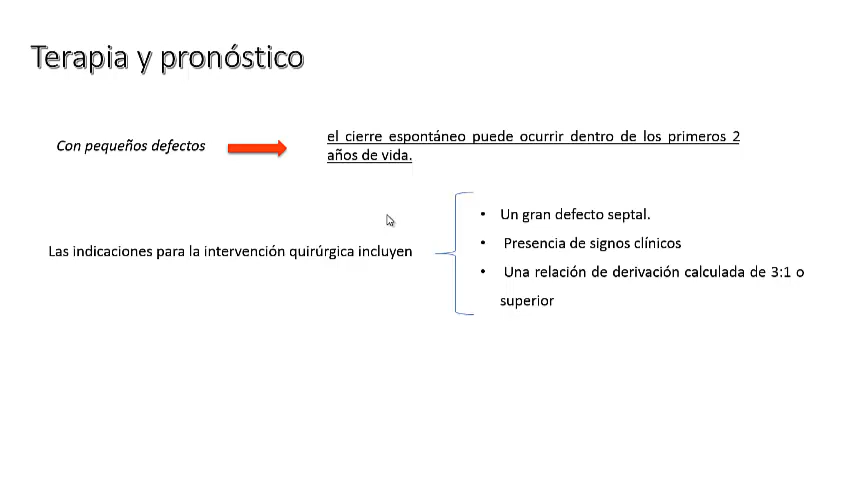 Terapia y pronóstico
Con pequeños defectos
el cierre espontáneo puede ocurrir dentro de los primeros 2
años de vida.
Las indicaciones para la intervención quirúrgica incluyen
• Un gran defecto septal.
• Presencia de signos clínicos
• Una relación de derivación calculada de 3:1 o
superior